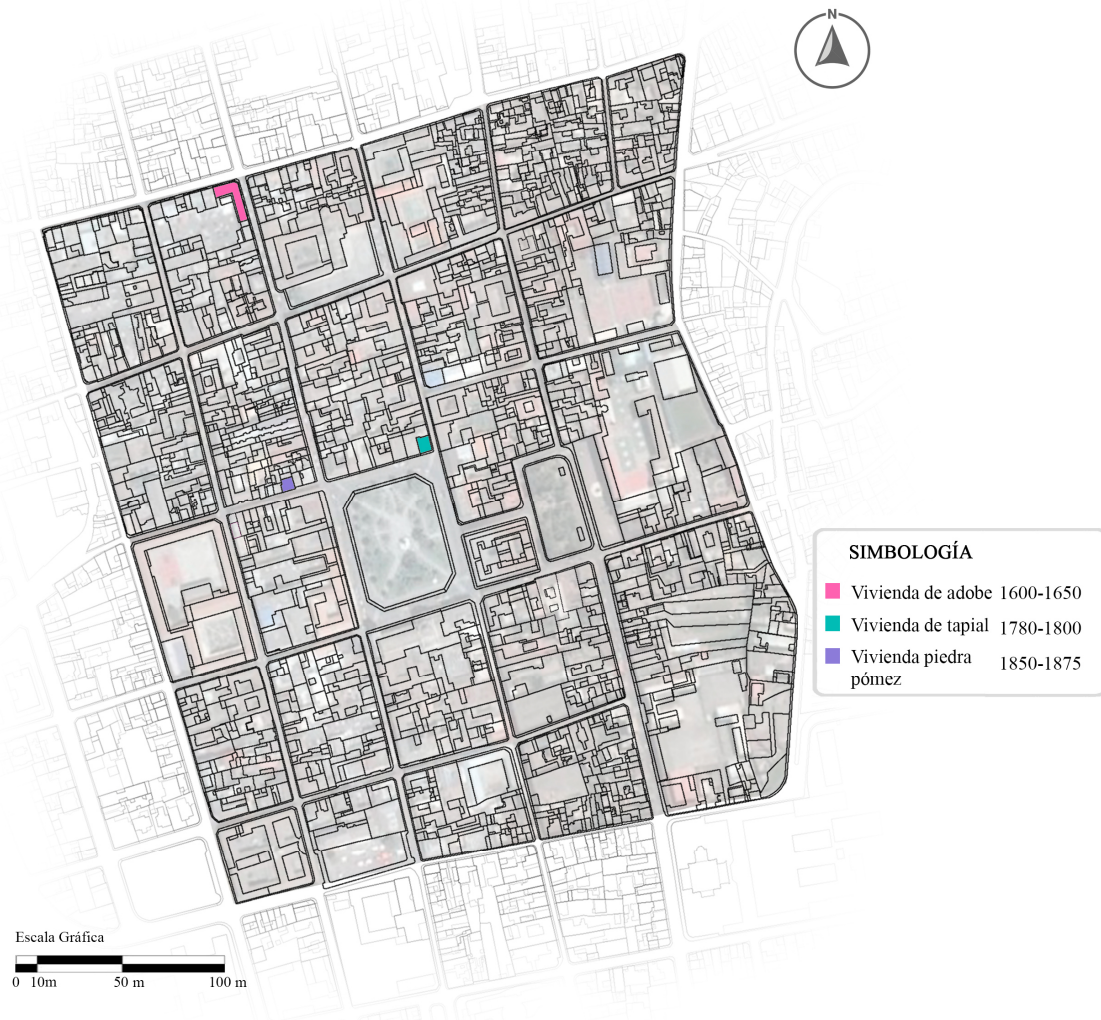 N
SIMBOLOGÍA
Vivienda de adobe 1600-1650
Vivienda de tapial 1780-1800
Vivienda piedra pómez 1850-1875
Escala Gráfica
0 10m 50 m 100 m